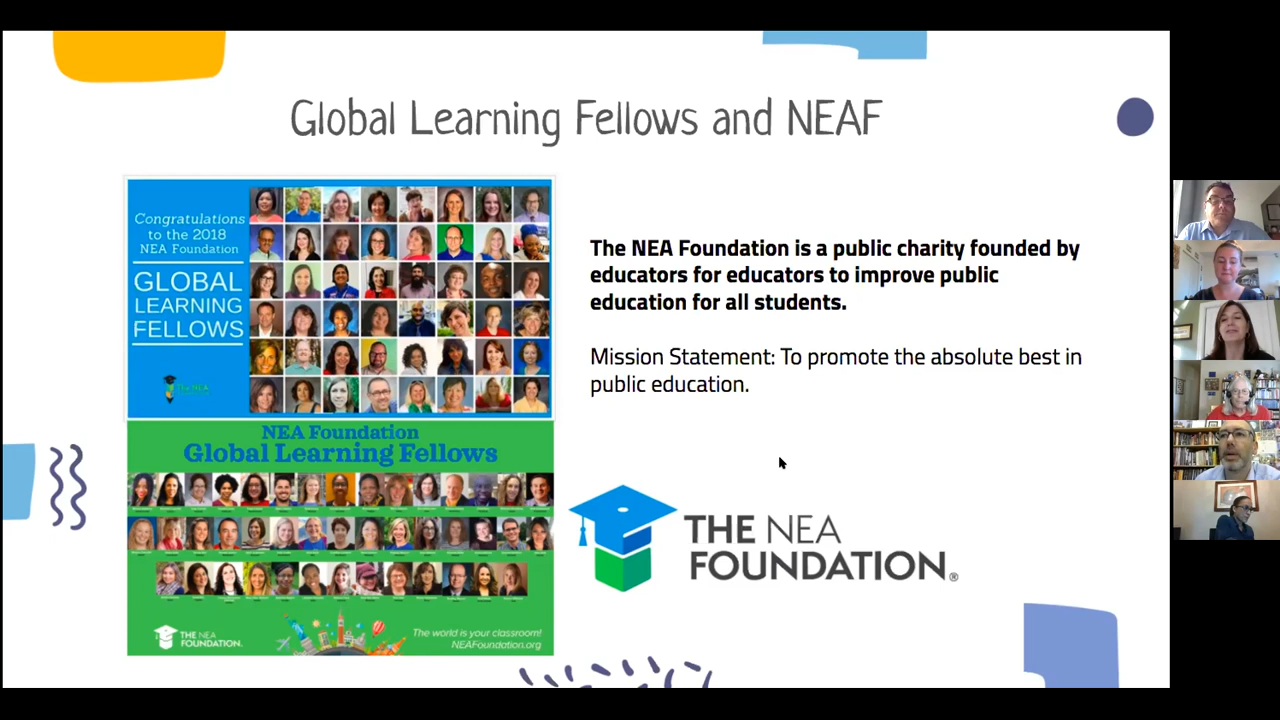 Global Learning Fellows and NEAF
Congratulations
to the 2018
NEA Foundation
GLOBAL
LEARNING
FELLOWS
THE NEA
The NEA Foundation is a public charity founded by
educators for educators to improve public
education for all students.
Mission Statement: To promote the absolute best in
public education.
NEA Foundation
Global Learning Fellows
THE NEA
FOUNDATION.
The world is your classroom!
NEAFoundation.org
THE NEA
FOUNDATION®